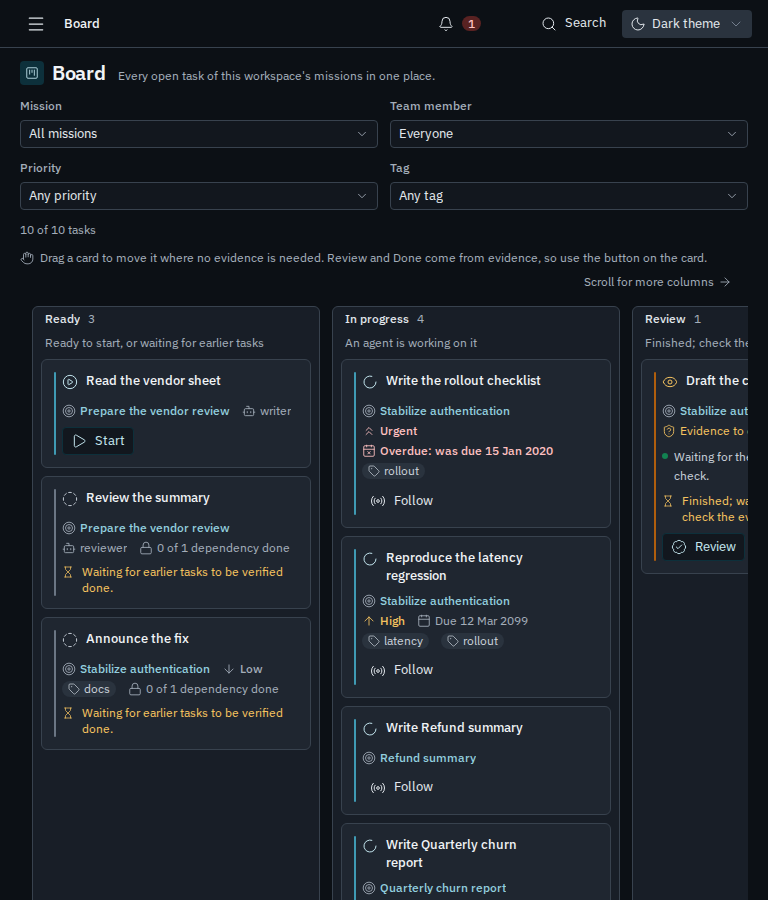 Board
1
Search
Dark theme
Board
Every open task of this workspace's missions in one place.
Mission
Team member
All missions
Everyone
Priority
Tag
Any priority
Any tag
10 of 10 tasks
Drag a card to move it where no evidence is needed. Review and Done come from evidence, so use the button on the card.
Scroll for more columns
Ready 3
Ready to start, or waiting for earlier tasks
Read the vendor sheet
Prepare the vendor review writer
Start
Review the summary
Prepare the vendor review
reviewer 0 of 1 dependency done
Waiting for earlier tasks to be verified
done.
Announce the fix
Stabilize authentication Low
docs 0 of 1 dependency done
Waiting for earlier tasks to be verified
done.
In progress 4
An agent is working on it
Write the rollout checklist
Stabilize authentication
Urgent
Overdue: was due 15 Jan 2020
rollout
Follow
Reproduce the latency
regression
Stabilize authentication
High Due 12 Mar 2099
latency rollout
Follow
Write Refund summary
Refund summary
Follow
Write Quarterly churn
report
Quarterly churn report
Review 1
Finished; check the
Draft the c
Stabilize aut
Evidence to
Waiting for the
check.
Finished; wa
check the ev
Review